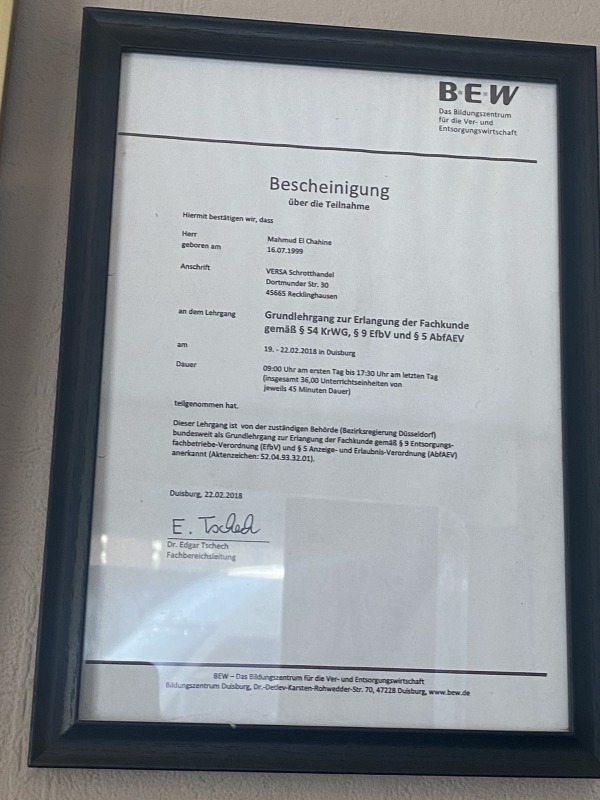 B·E·W
Das Bildungszentrum
für die Ver- und
Entsorgungswirtschaft
Bescheinigung
über die Teilnahme
Hiermit bestätigen wir, dass
Herr Mahmud El Chahine
geboren am 16.07.1999
Anschrift VERSA Schrotthandel
Dortmunder Str. 30
45665 Recklinghausen
an dem Lehrgang Grundlehrgang zur Erlangung der Fachkunde
gemäß § 54 KrWG, § 9 EfbV und § 5 AbfAEV
am 19. - 22.02.2018 in Duisburg
Dauer 09:00 Uhr am ersten Tag bis 17:30 Uhr am letzten Tag
(insgesamt 36,00 Unterrichtseinheiten von
jeweils 45 Minuten Dauer)
teilgenommen hat.
Dieser Lehrgang ist von der zuständigen Behörde (Bezirksregierung Düsseldorf)
bundesweit als Grundlehrgang zur Erlangung der Fachkunde gemäß § 9 Entsorgungs-
fachbetriebe-Verordnung (EfbV) und § 5 Anzeige- und Erlaubnis-Verordnung (AbfAEV)
anerkannt (Aktenzeichen: 52.04.93.32.01).
Duisburg, 22.02.2018
E. Tschech
Dr. Edgar Tschech
Fachbereichsleitung
BEW – Das Bildungszentrum für die Ver- und Entsorgungswirtschaft
Bildungszentrum Duisburg, Dr.-Detlev-Karsten-Rohwedder-Str. 70, 47228 Duisburg, www.bew.de